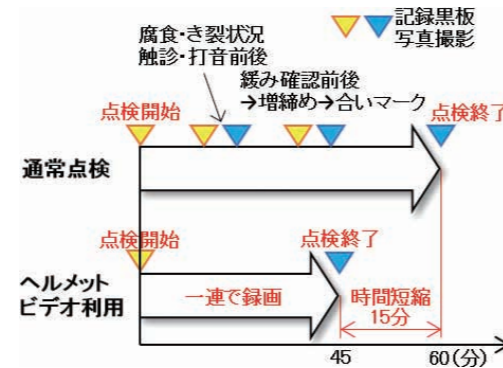 記録黒板
写真撮影
腐食・き裂状況
触診・打音前後
緩み確認前後
→増締め→合いマーク
点検開始
点検終了
通常点検
点検開始
点検終了
ヘルメット
ビデオ利用
一連で録画
時間短縮
15分
45
60(分)